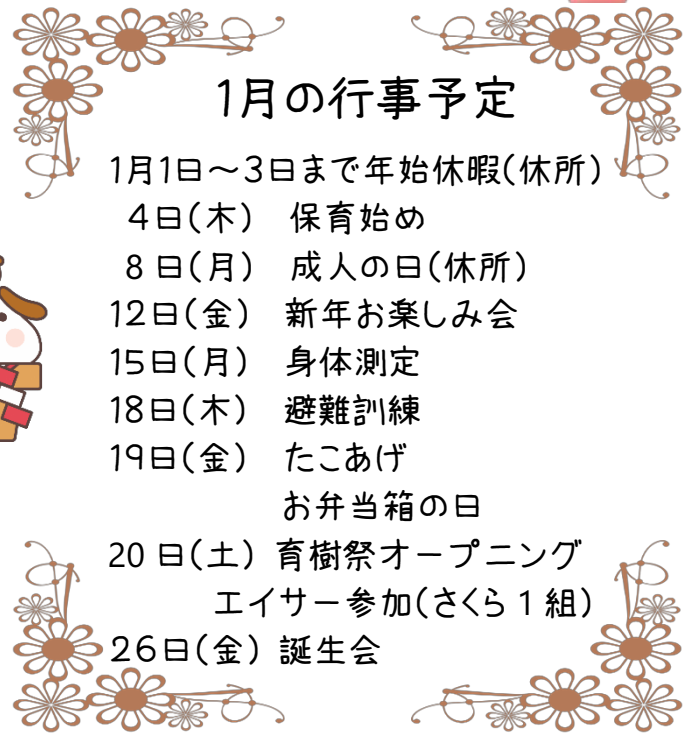 1月の行事予定
1月1日～3日まで年始休暇(休所)
4日(木) 保育始め
8日(月) 成人の日(休所)
12日(金) 新年お楽しみ会
15日(月) 身体測定
18日(木) 避難訓練
19日(金) たこあげ
お弁当箱の日
20日(土) 育樹祭オープニング
エイサー参加(さくら1組)
26日(金) 誕生会